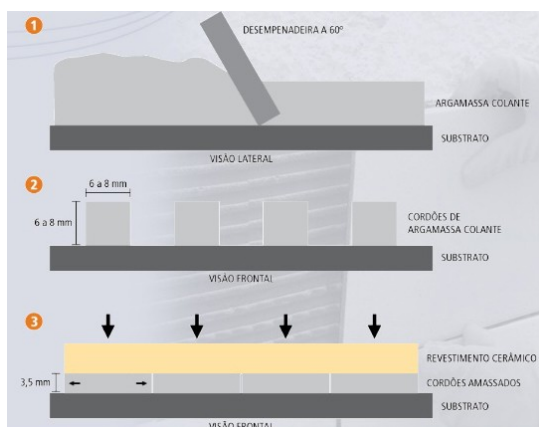 1
DESEMPENADEIRA A 60º
ARGAMASSA COLANTE
SUBSTRATO
VISÃO LATERAL
2
6 a 8 mm
6 a 8 mm
CORDÕES DE
ARGAMASSA COLANTE
SUBSTRATO
VISÃO FRONTAL
3
REVESTIMENTO CERÂMICO
3,5 mm
CORDÕES AMASSADOS
SUBSTRATO
VISÃO FRONTAL